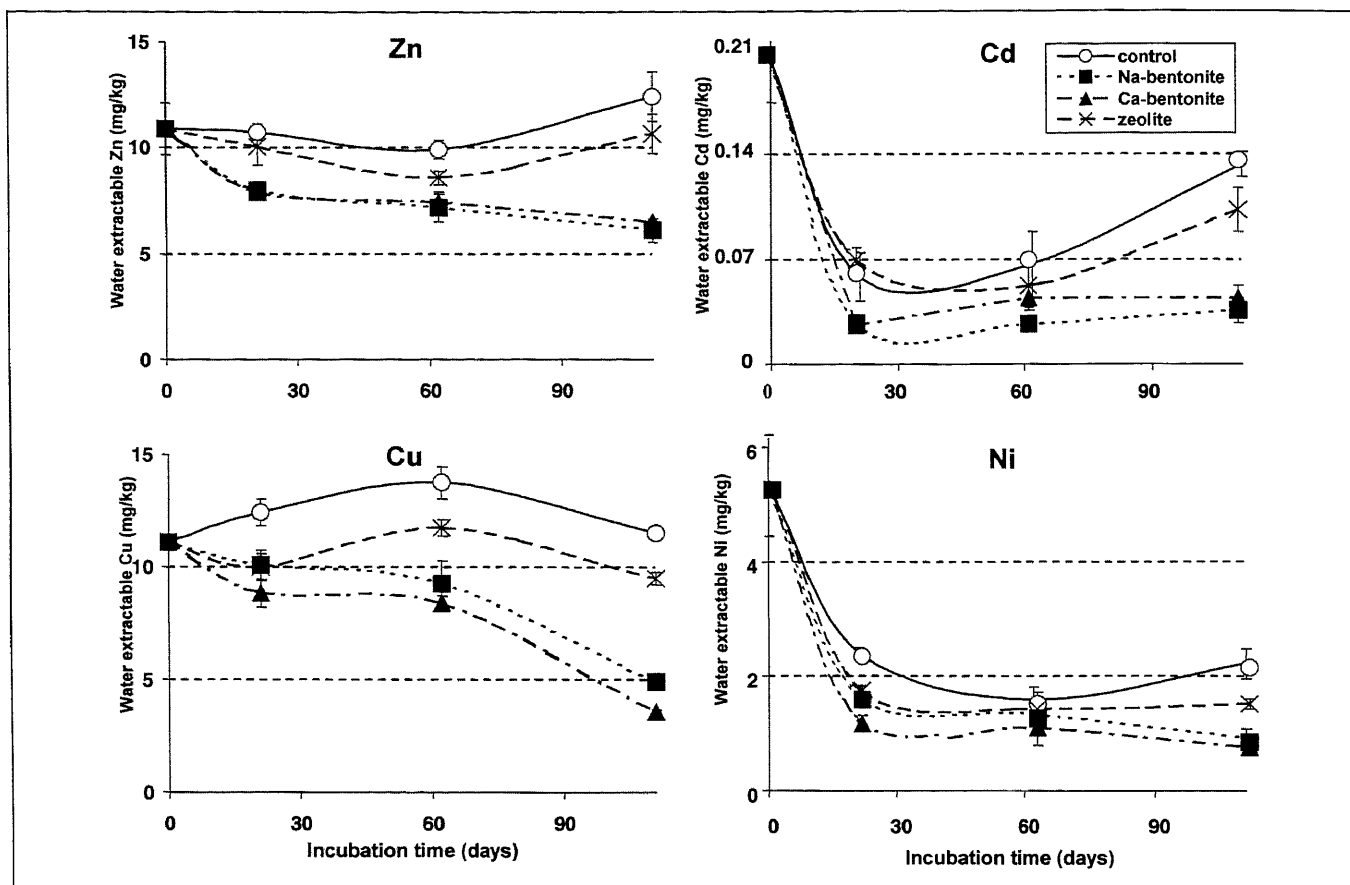 Zn
15
10
5
0
Water extractable Zn (mg/kg)
0 30 60 90
Cd
0.21
0.14
0.07
0
Water extractable Cd (mg/kg)
0 30 60 90
control
Na-bentonite
Ca-bentonite
zeolite
Cu
15
10
5
0
Water extractable Cu (mg/kg)
0 30 60 90
Incubation time (days)
Ni
6
4
2
0
Water extractable Ni (mg/kg)
0 30 60 90
Incubation time (days)